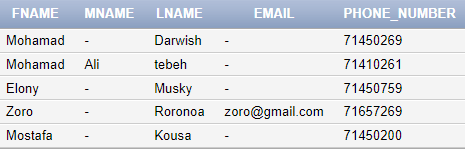 FNAME MNAME LNAME EMAIL PHONE_NUMBER
Mohamad - Darwish - 71450269
Mohamad Ali tebeh - 71410261
Elony - Musky - 71450759
Zoro - Roronoa zoro@gmail.com 71657269
Mostafa - Kousa - 71450200